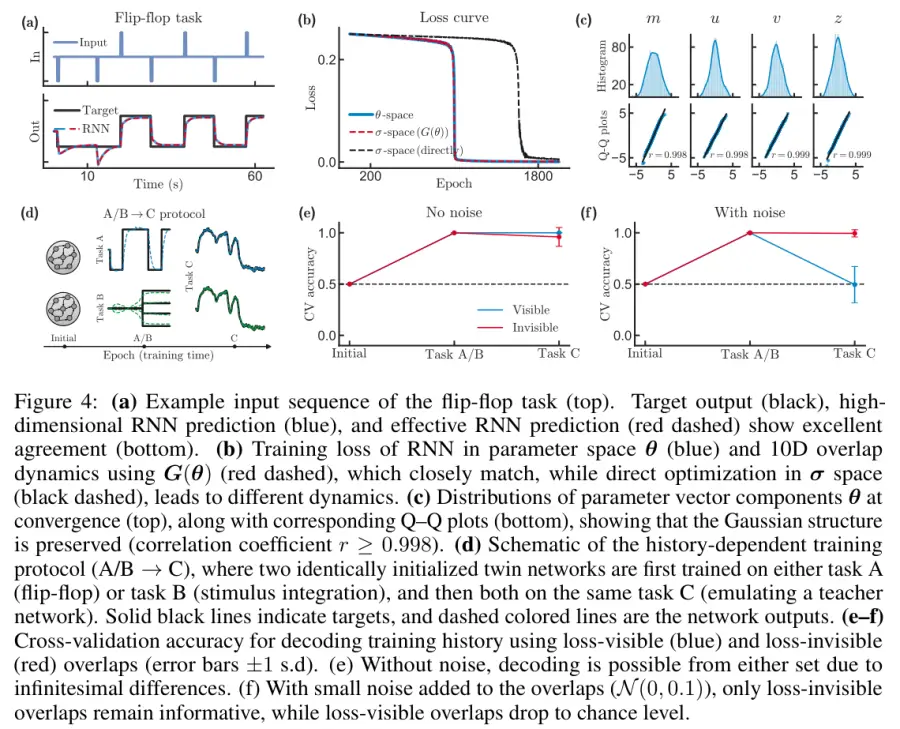 (a)
Flip-flop task
In
Input
Out
Target
RNN
10
60
Time (s)
(b)
Loss curve
Loss
0.2
0.0
θ-space
σ-space (G(θ))
σ-space (directly)
200
1800
Epoch
(c)
m
u
v
z
Histogram
80
20
Q-Q plots
5
−5
r = 0.998
r = 0.998
r = 0.999
r = 0.999
−5
5
−5
5
−5
5
−5
5
(d)
A/B → C protocol
Task A
Task B
Task C
Initial
A/B
C
Epoch (training time)
(e)
No noise
CV accuracy
1.0
0.5
0.0
Visible
Invisible
Initial
Task A/B
Task C
(f)
With noise
CV accuracy
1.0
0.5
0.0
Initial
Task A/B
Task C
Figure 4: (a) Example input sequence of the flip-flop task (top). Target output (black), high-
dimensional RNN prediction (blue), and effective RNN prediction (red dashed) show excellent
agreement (bottom). (b) Training loss of RNN in parameter space θ (blue) and 10D overlap
dynamics using G(θ) (red dashed), which closely match, while direct optimization in σ space
(black dashed), leads to different dynamics. (c) Distributions of parameter vector components θ at
convergence (top), along with corresponding Q–Q plots (bottom), showing that the Gaussian structure
is preserved (correlation coefficient r ≥ 0.998). (d) Schematic of the history-dependent training
protocol (A/B → C), where two identically initialized twin networks are first trained on either task A
(flip-flop) or task B (stimulus integration), and then both on the same task C (emulating a teacher
network). Solid black lines indicate targets, and dashed colored lines are the network outputs. (e–f)
Cross-validation accuracy for decoding training history using loss-visible (blue) and loss-invisible
(red) overlaps (error bars ±1 s.d). (e) Without noise, decoding is possible from either set due to
infinitesimal differences. (f) With small noise added to the overlaps (N(0, 0.1)), only loss-invisible
overlaps remain informative, while loss-visible overlaps drop to chance level.